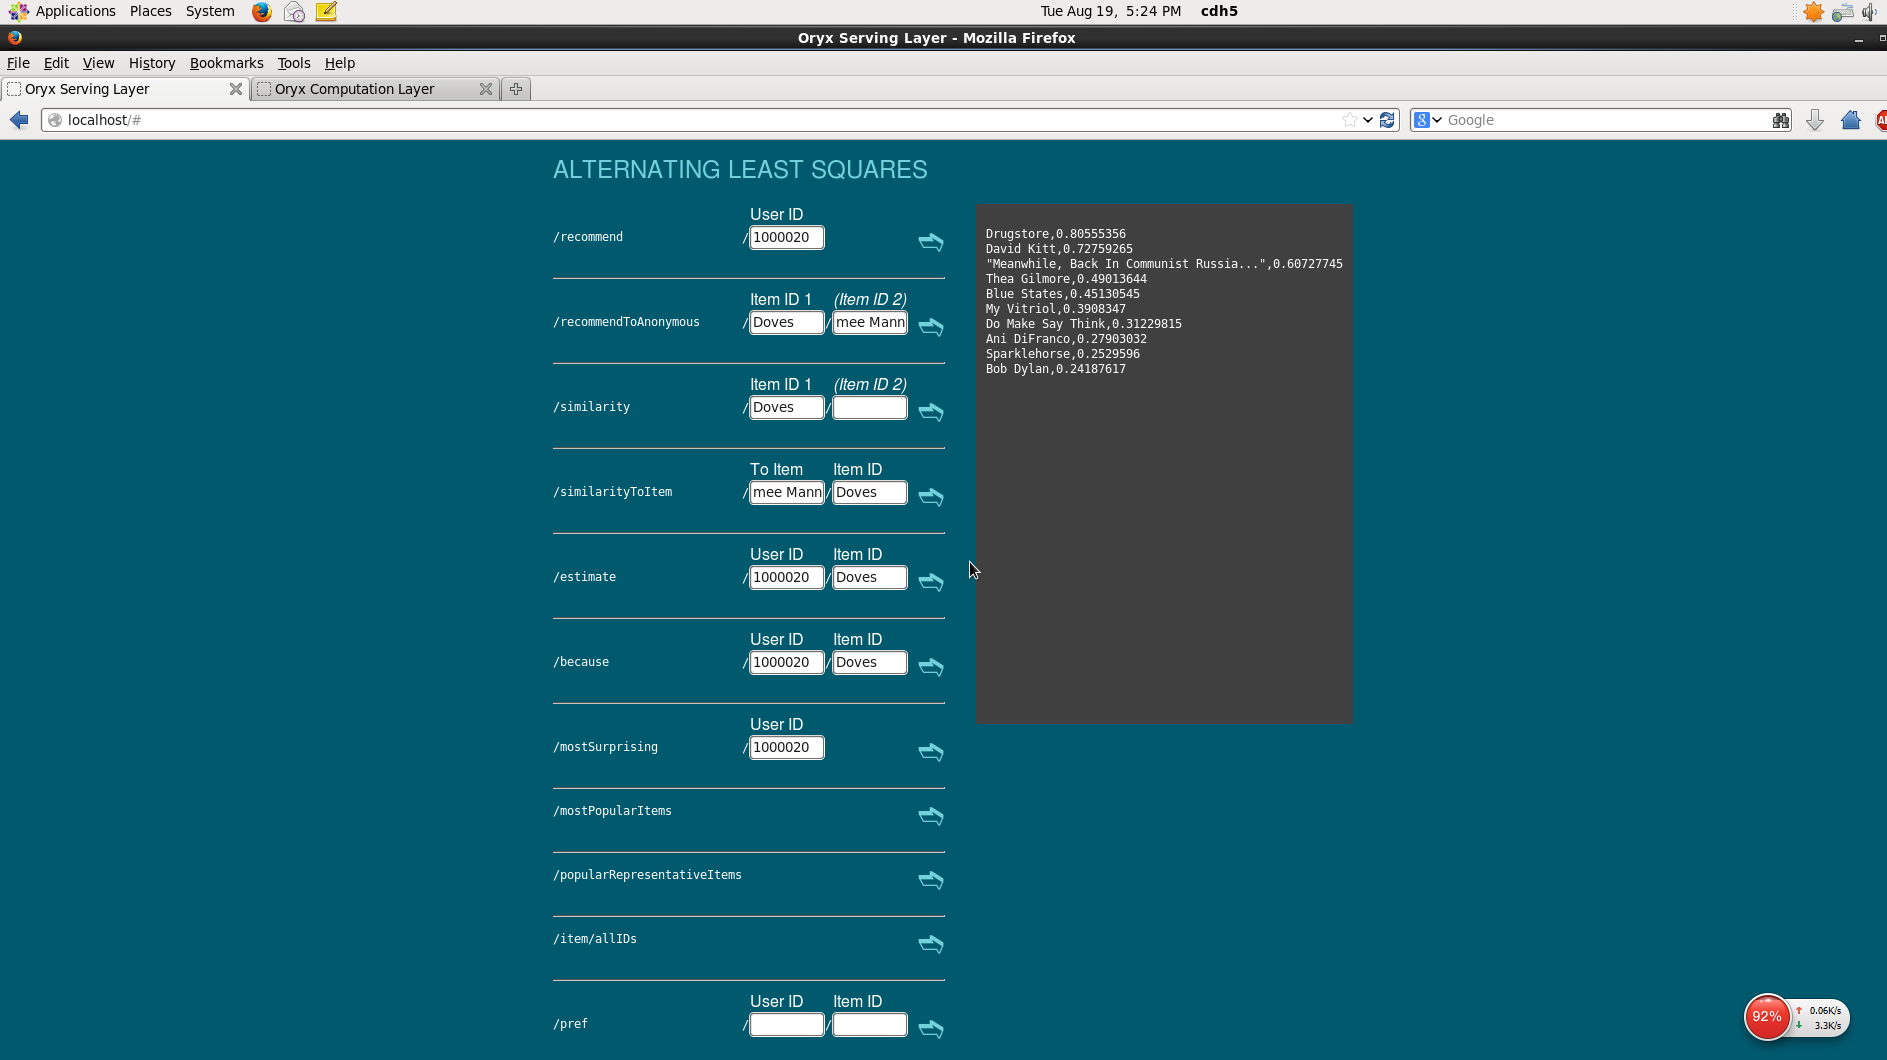 Applications Places System Tue Aug 19, 5:24 PM cdh5
Oryx Serving Layer - Mozilla Firefox
File Edit View History Bookmarks Tools Help
Oryx Serving Layer Oryx Computation Layer
localhost/# Google
ALTERNATING LEAST SQUARES
User ID
/recommend / 1000020
Item ID 1 (Item ID 2)
/recommendToAnonymous / Doves / mee Mann
Item ID 1 (Item ID 2)
/similarity / Doves /
To Item Item ID
/similarityToItem / mee Mann / Doves
User ID Item ID
/estimate / 1000020 / Doves
User ID Item ID
/because / 1000020 / Doves
User ID
/mostSurprising / 1000020
/mostPopularItems
/popularRepresentativeItems
/item/allIDs
User ID Item ID
/pref / /
Drugstore,0.80555356
David Kitt,0.72759265
"Meanwhile, Back In Communist Russia...",0.60727745
Thea Gilmore,0.49013644
Blue States,0.45130545
My Vitriol,0.3908347
Do Make Say Think,0.31229815
Ani DiFranco,0.27903032
Sparklehorse,0.2529596
Bob Dylan,0.24187617
92%
0.06K/s
3.3K/s